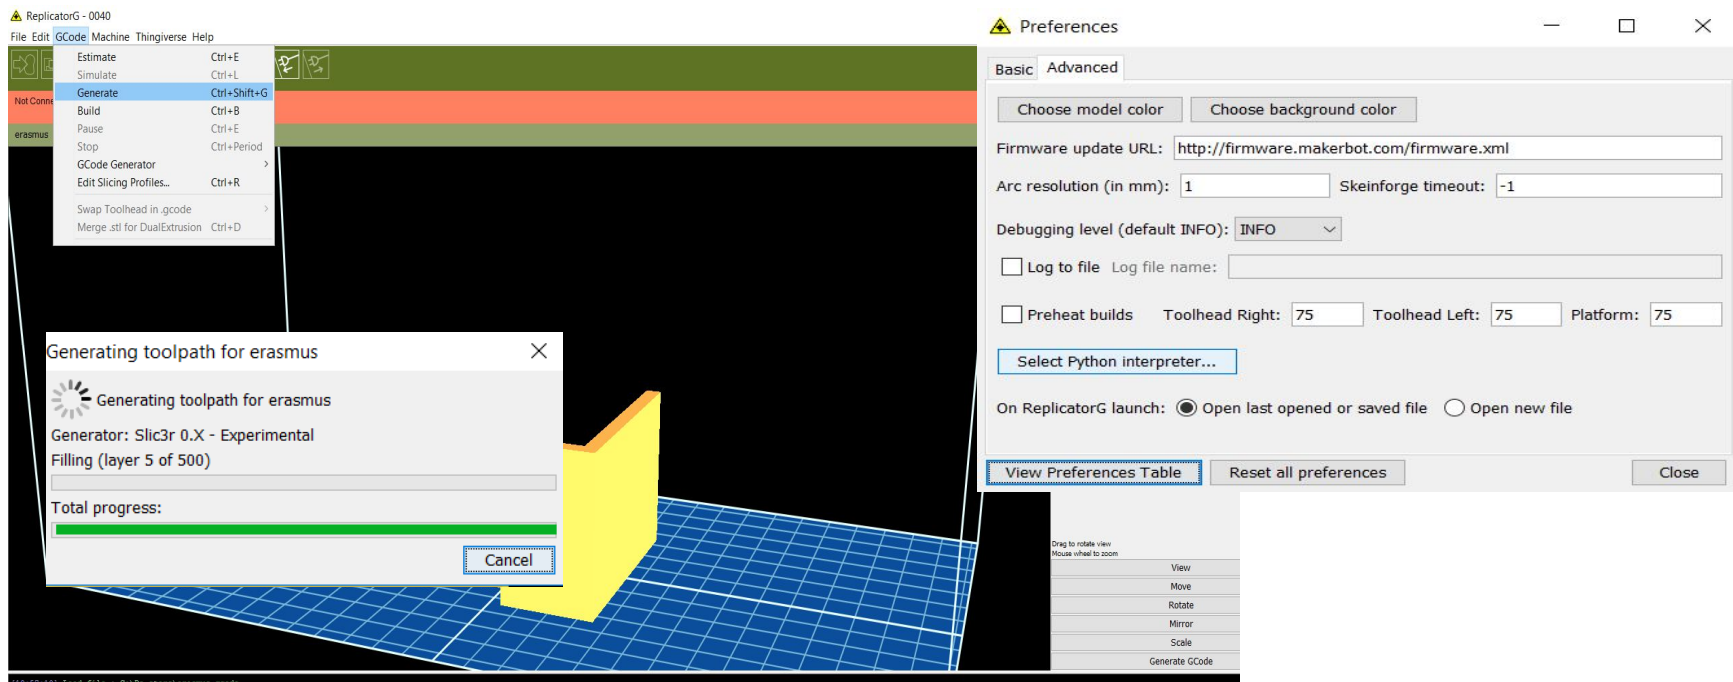 ReplicatorG - 0040
File Edit GCode Machine Thingiverse Help
Estimate Ctrl+E
Simulate Ctrl+L
Generate Ctrl+Shift+G
Build Ctrl+B
Pause Ctrl+E
Stop Ctrl+Period
GCode Generator >
Edit Slicing Profiles... Ctrl+R
Swap Toolhead in .gcode >
Merge .stl for DualExtrusion Ctrl+D
Not Conne
erasmus
Generating toolpath for erasmus
Generating toolpath for erasmus
Generator: Slic3r 0.X - Experimental
Filling (layer 5 of 500)
Total progress:
Cancel
Preferences
Basic Advanced
Choose model color Choose background color
Firmware update URL: http://firmware.makerbot.com/firmware.xml
Arc resolution (in mm): 1 Skeinforge timeout: -1
Debugging level (default INFO): INFO
Log to file Log file name:
Preheat builds Toolhead Right: 75 Toolhead Left: 75 Platform: 75
Select Python interpreter...
On ReplicatorG launch: Open last opened or saved file Open new file
View Preferences Table Reset all preferences Close
Drag to rotate view
Mouse wheel to zoom
View
Move
Rotate
Mirror
Scale
Generate GCode